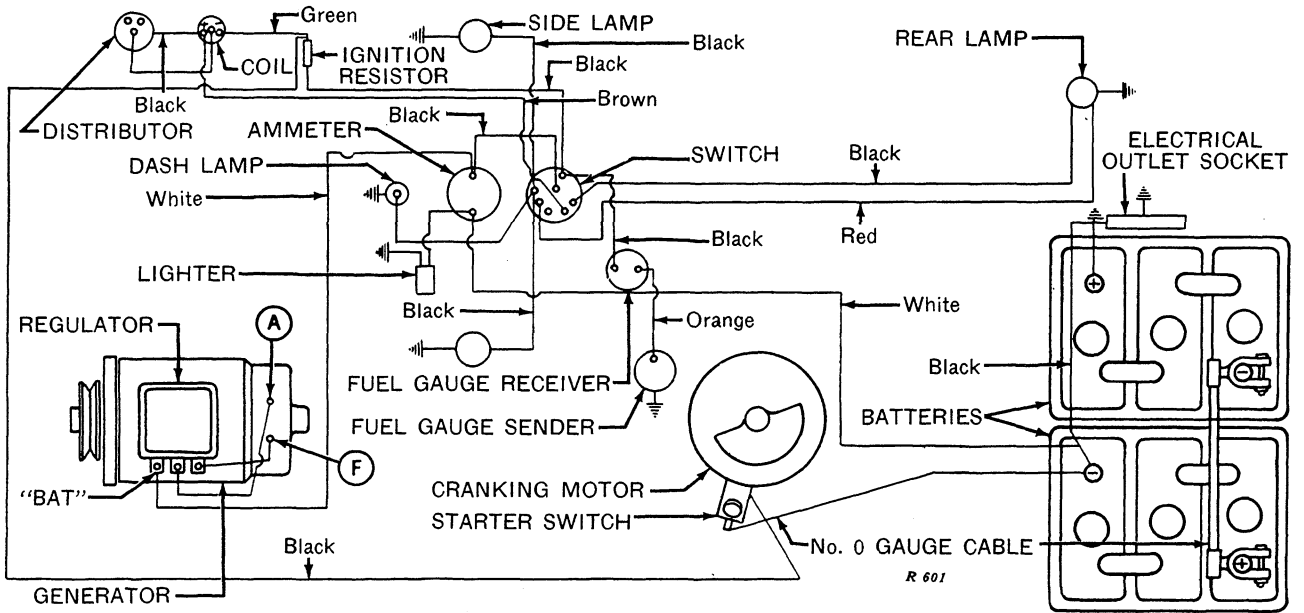 Green
SIDE LAMP
Black
REAR LAMP
COIL
IGNITION
RESISTOR
Black
Black
Brown
DISTRIBUTOR
AMMETER
Black
ELECTRICAL
OUTLET SOCKET
DASH LAMP
SWITCH
Black
White
Red
Black
LIGHTER
Black
White
REGULATOR
A
Orange
Black
FUEL GAUGE RECEIVER
BATTERIES
FUEL GAUGE SENDER
F
"BAT"
CRANKING MOTOR
STARTER SWITCH
Black
No. 0 GAUGE CABLE
R 601
GENERATOR